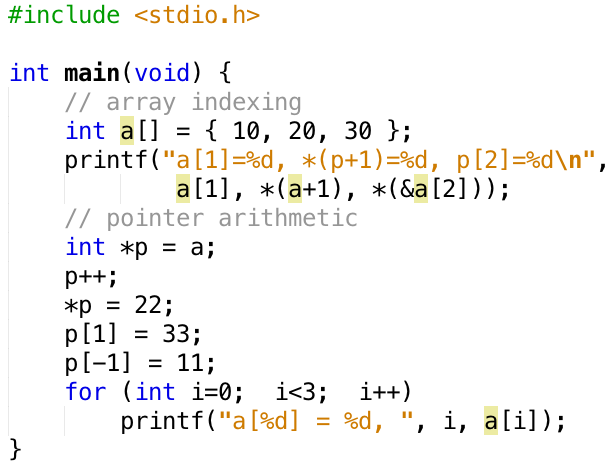 #include <stdio.h>
int main(void) {
// array indexing
int a[] = { 10, 20, 30 };
printf("a[1]=%d, *(p+1)=%d, p[2]=%d\n",
a[1], *(a+1), *(&a[2]));
// pointer arithmetic
int *p = a;
p++;
*p = 22;
p[1] = 33;
p[-1] = 11;
for (int i=0;  i<3;  i++)
printf("a[%d] = %d, ", i, a[i]);
}